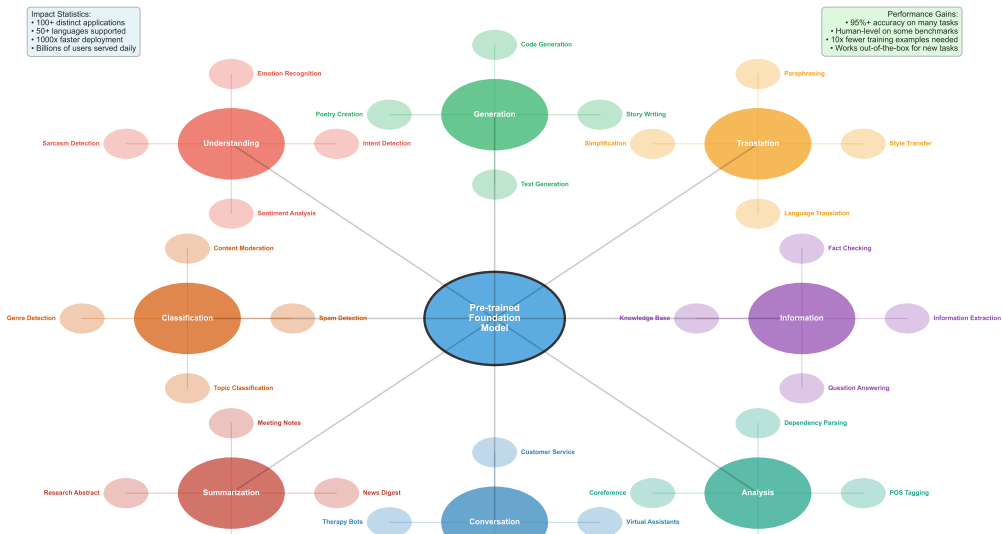 Impact Statistics:
• 100+ distinct applications
• 50+ languages supported
• 1000x faster deployment
• Billions of users served daily
Performance Gains:
• 95%+ accuracy on many tasks
• Human-level on some benchmarks
• 10x fewer training examples needed
• Works out-of-the-box for new tasks
Code Generation
Emotion Recognition
Paraphrasing
Poetry Creation
Generation
Story Writing
Sarcasm Detection
Understanding
Intent Detection
Simplification
Translation
Style Transfer
Text Generation
Sentiment Analysis
Language Translation
Content Moderation
Fact Checking
Genre Detection
Classification
Spam Detection
Pre-trained
Foundation
Model
Knowledge Base
Information
Information Extraction
Topic Classification
Question Answering
Meeting Notes
Dependency Parsing
Customer Service
Research Abstract
Summarization
News Digest
Coreference
Analysis
POS Tagging
Therapy Bots
Conversation
Virtual Assistants